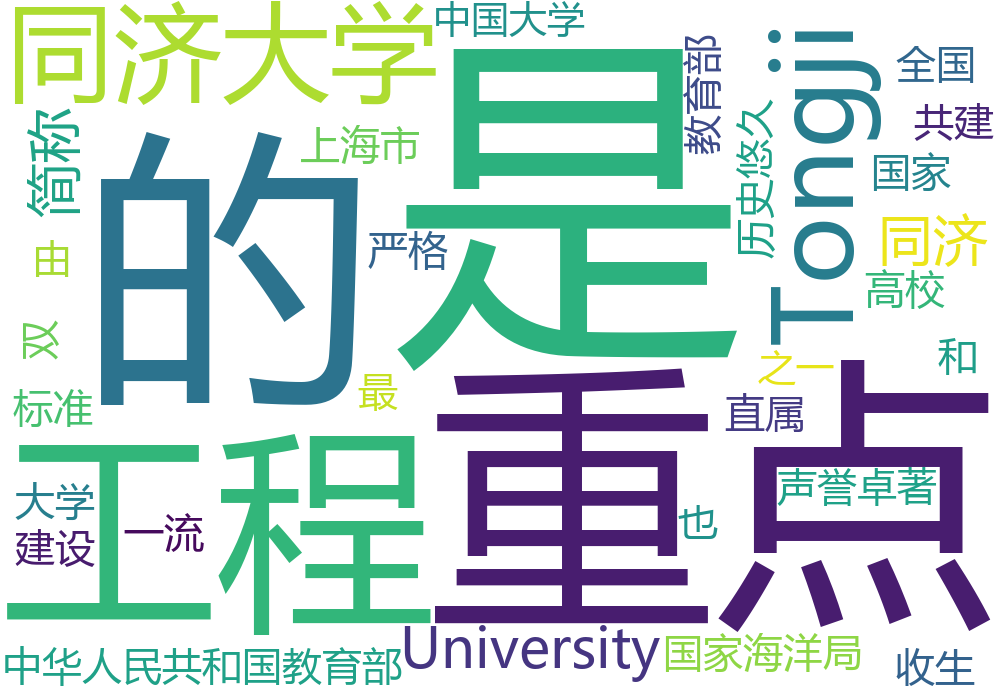 同济大学
中国大学
是
教育部
Tongji
全国
共建
简称
上海市
的
历史悠久
国家
严格
同济
由
高校
双
最
之一
和
标准
直属
重点
工程
大学
声誉卓著
建设
一流
也
中华人民共和国教育部
University
国家海洋局
收生